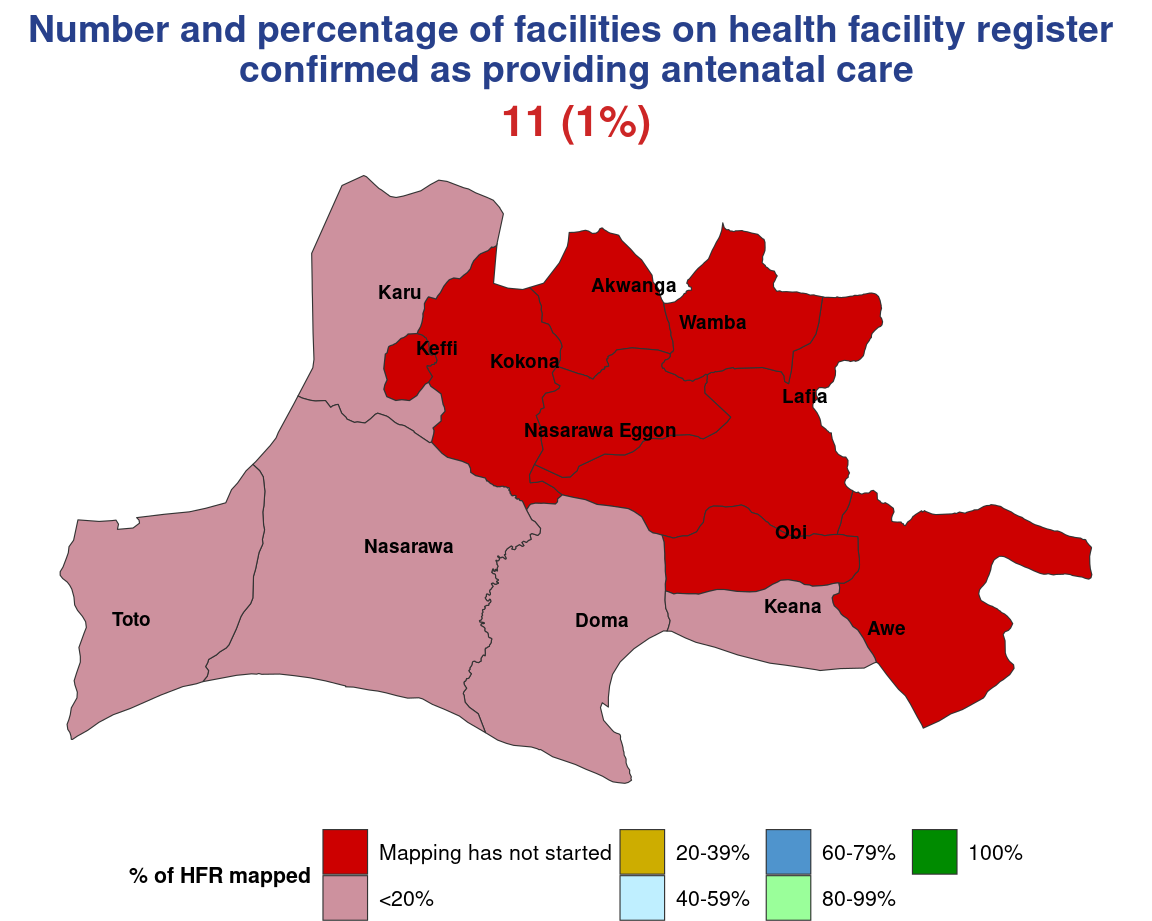 Number and percentage of facilities on health facility register
confirmed as providing antenatal care
11 (1%)
Karu
Akwanga
Wamba
Keffi
Kokona
Lafia
Nasarawa Eggon
Obi
Nasarawa
Keana
Toto
Doma
Awe
% of HFR mapped
Mapping has not started
<20%
20-39%
40-59%
60-79%
80-99%
100%